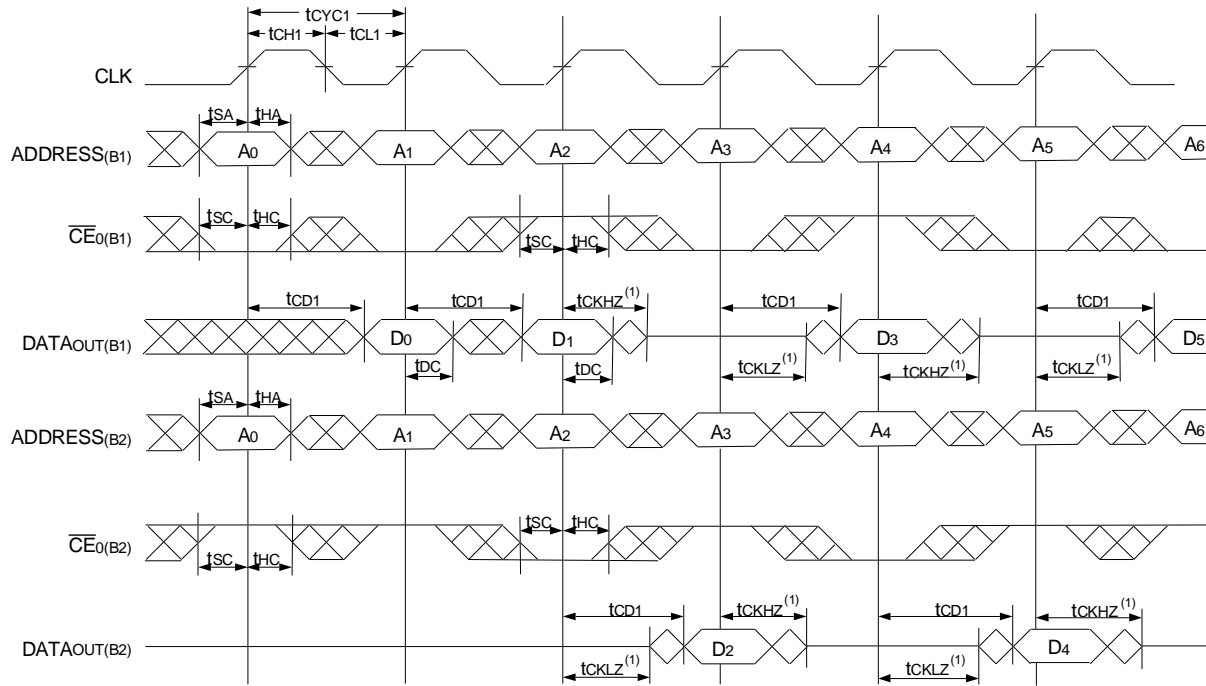 tCYC1
tCH1 tCL1
CLK
tSA tHA
ADDRESS(B1) A0 A1 A2 A3 A4 A5 A6
tSC tHC
CE0(B1)
tSC tHC
tCD1 tCD1 tCKHZ(1) tCD1 tCD1
DATAOUT(B1) D0 D1 D3 D5
tDC tDC tCKLZ(1) tCKHZ(1) tCKLZ(1)
tSA tHA
ADDRESS(B2) A0 A1 A2 A3 A4 A5 A6
tSC tHC
CE0(B2)
tSC tHC
tCD1 tCKHZ(1) tCD1 tCKHZ(1)
DATAOUT(B2) D2 D4
tCKLZ(1) tCKLZ(1)